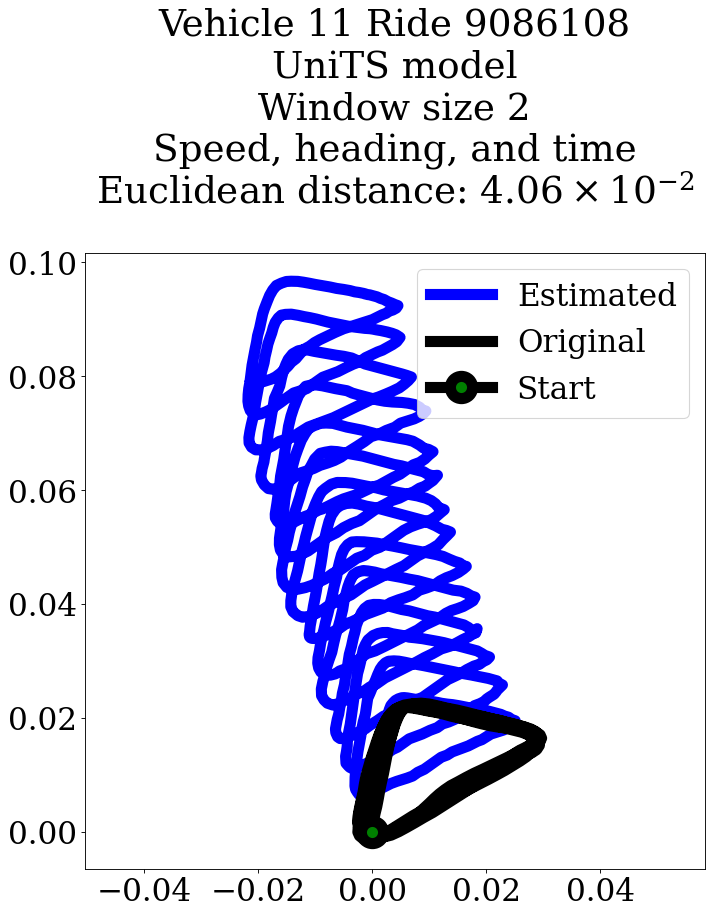 Vehicle 11 Ride 9086108
UniTS model
Window size 2
Speed, heading, and time
Euclidean distance: 4.06 × 10⁻²
0.10
0.08
0.06
0.04
0.02
0.00
−0.04
−0.02
0.00
0.02
0.04
Estimated
Original
Start